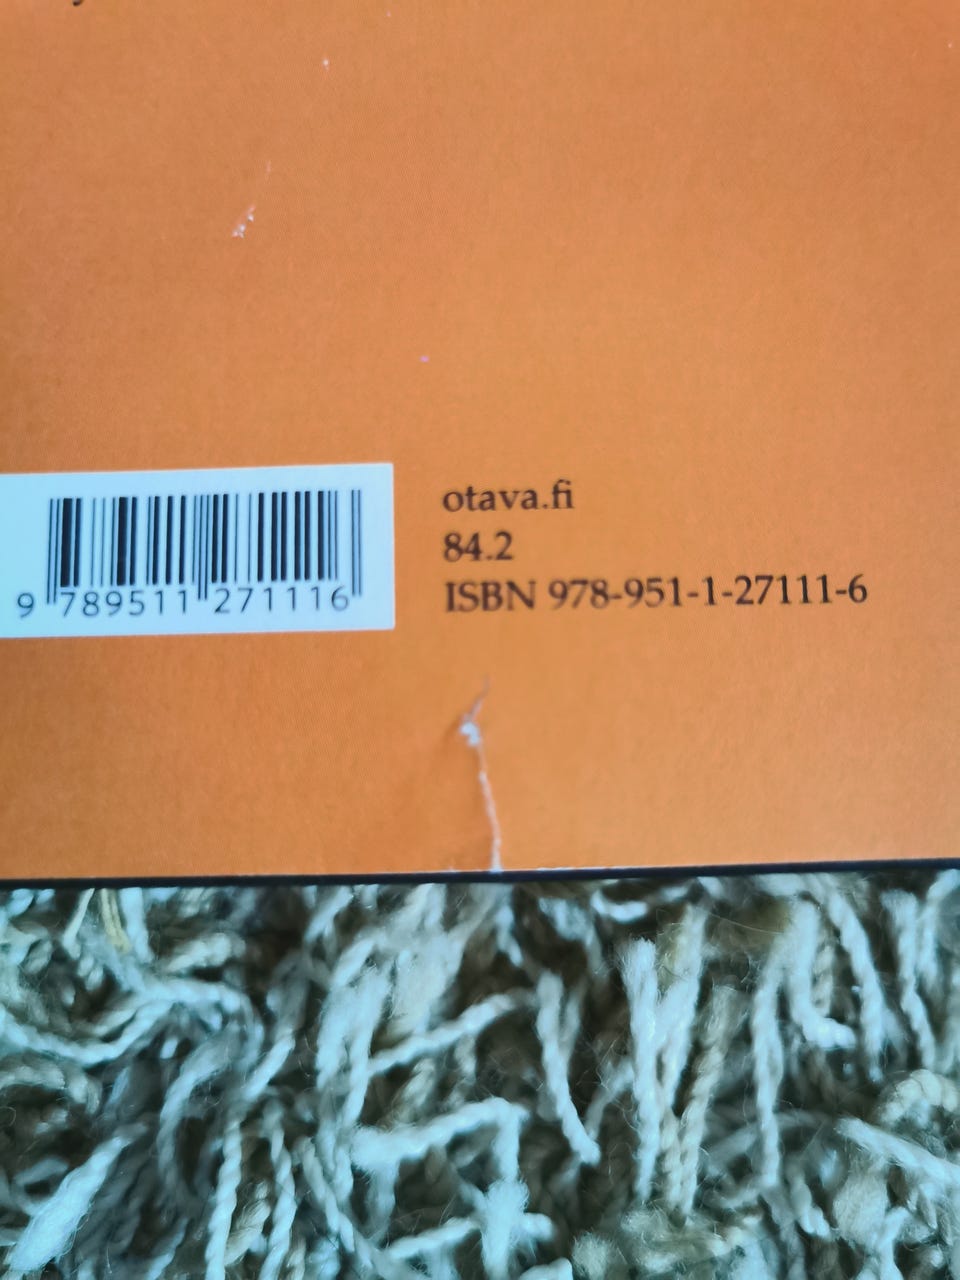 otava.fi
84.2
ISBN 978-951-1-27111-6
9 789511 271116